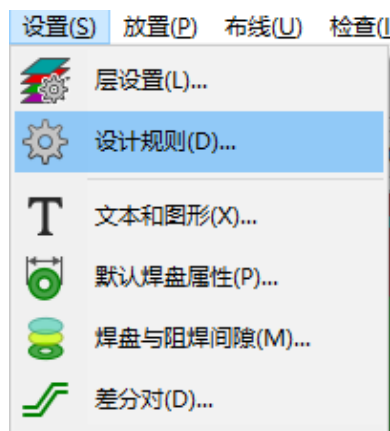 设置(S) 放置(P) 布线(U) 检查(I
层设置(L)...
设计规则(D)...
文本和图形(X)...
默认焊盘属性(P)...
焊盘与阻焊间隙(M)...
差分对(D)...